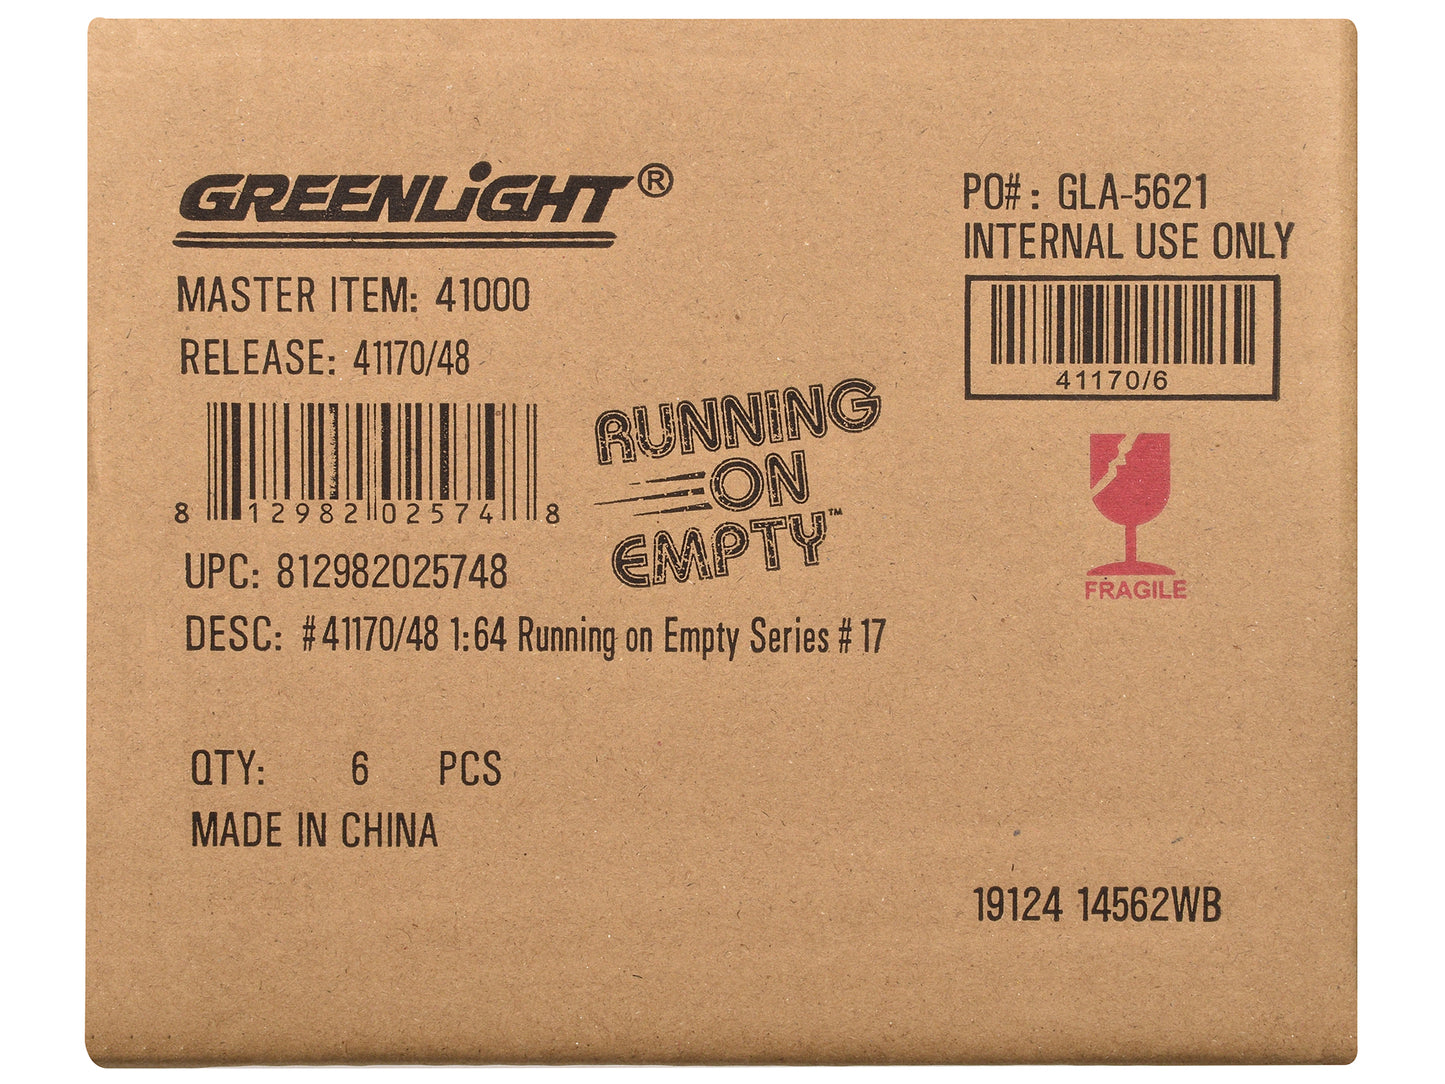 GREENLiGHT®
MASTER ITEM: 41000
RELEASE: 41170/48
8 12982 02574 8
UPC: 812982025748
DESC: #41170/48 1:64 Running on Empty Series #17
RUNNING
ON
EMPTY™
QTY: 6 PCS
MADE IN CHINA
PO#: GLA-5621
INTERNAL USE ONLY
41170/6
FRAGILE
19124 14562WB